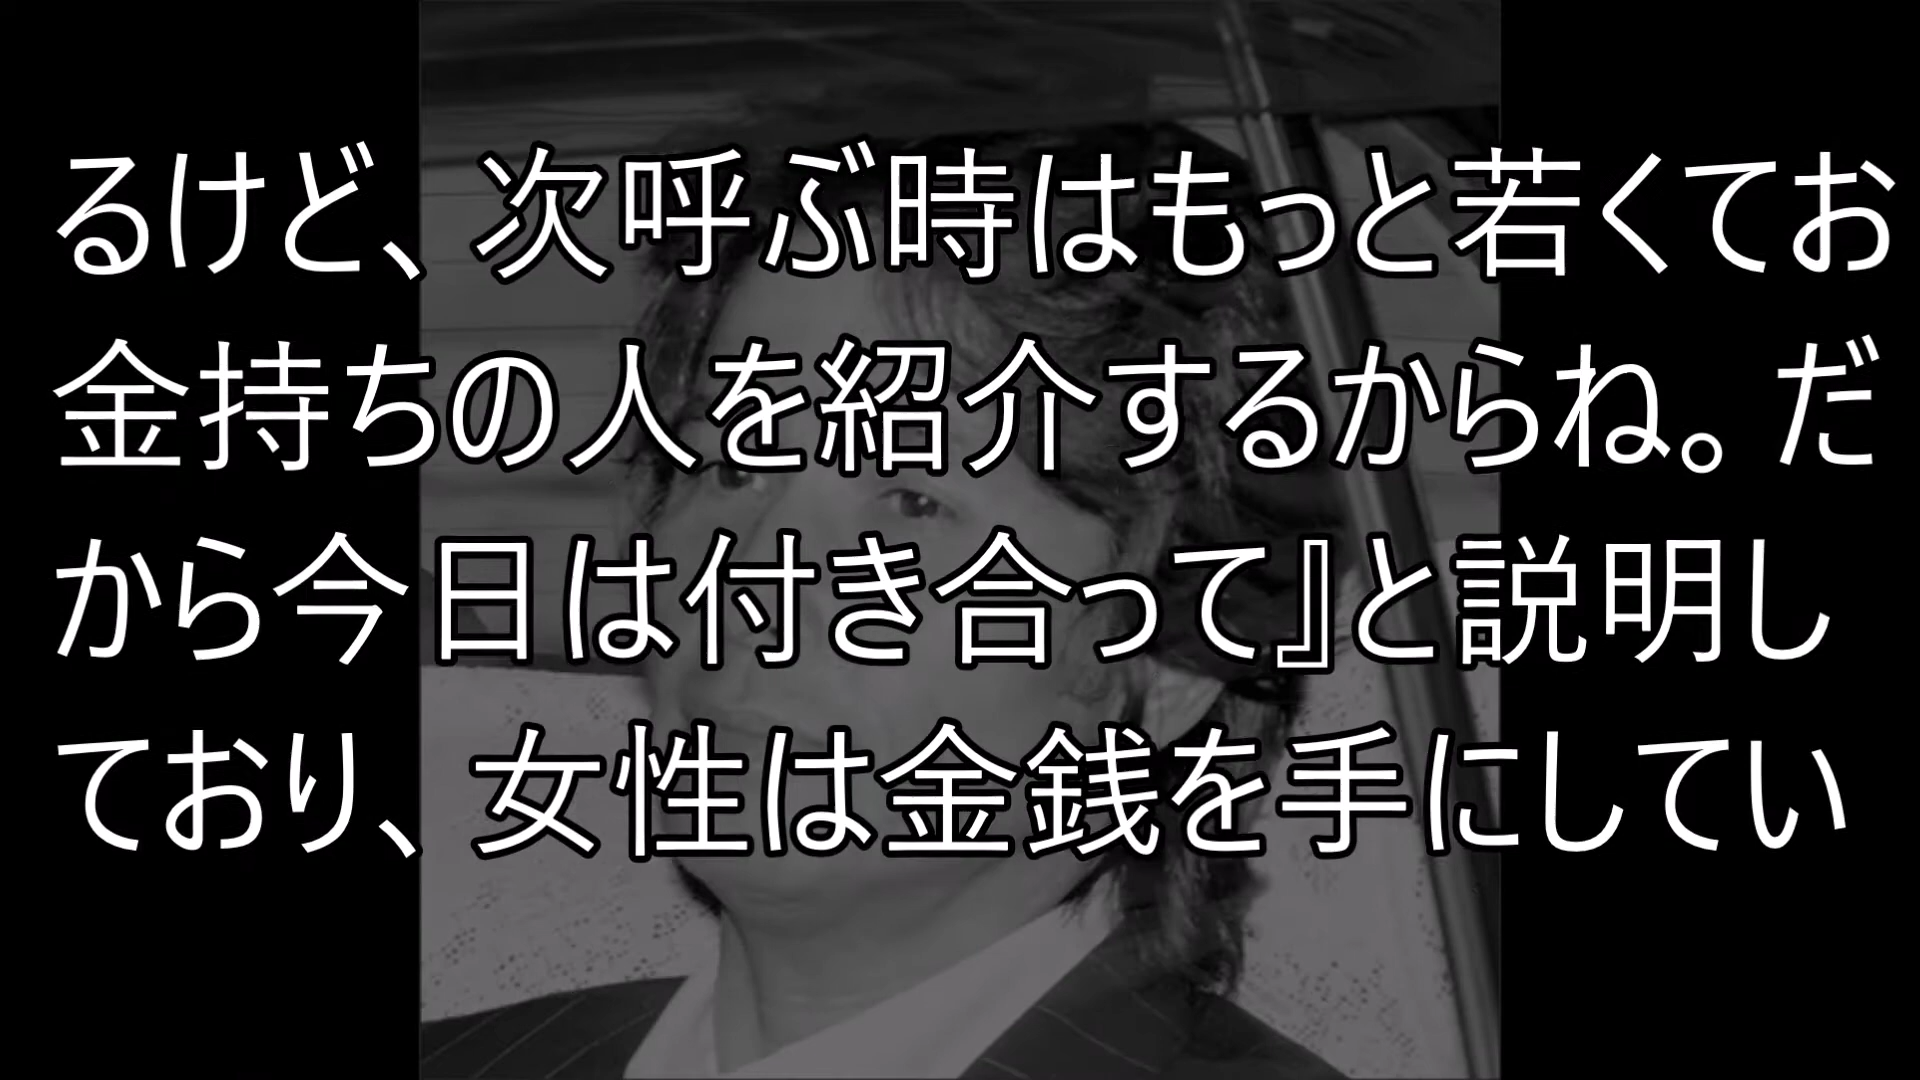 るけど、次呼ぶ時はもっと若くてお
金持ちの人を紹介するからね。だ
から今日は付き合って』と説明し
ており、女性は金銭を手にしてい